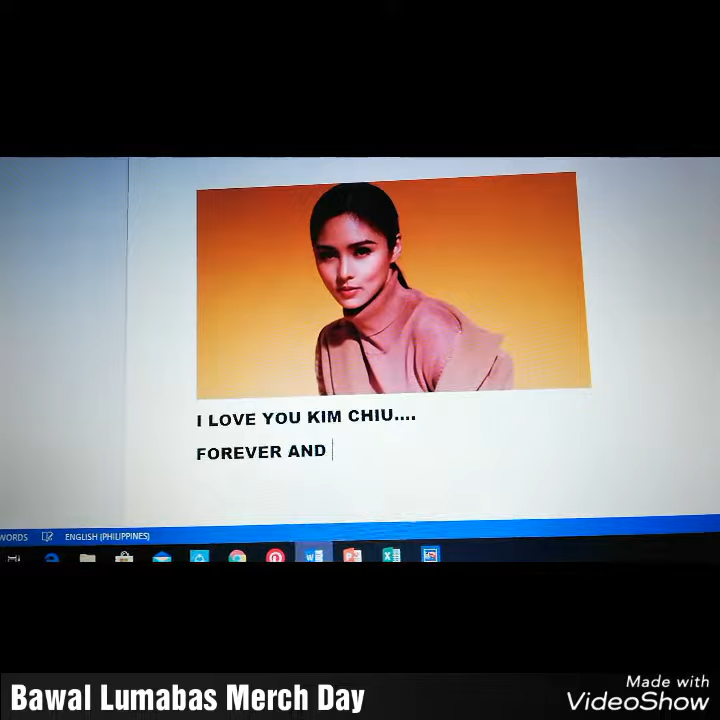 I LOVE YOU KIM CHIU....
FOREVER AND
WORDS ENGLISH (PHILIPPINES)
Bawal Lumabas Merch Day
Made with
VideoShow